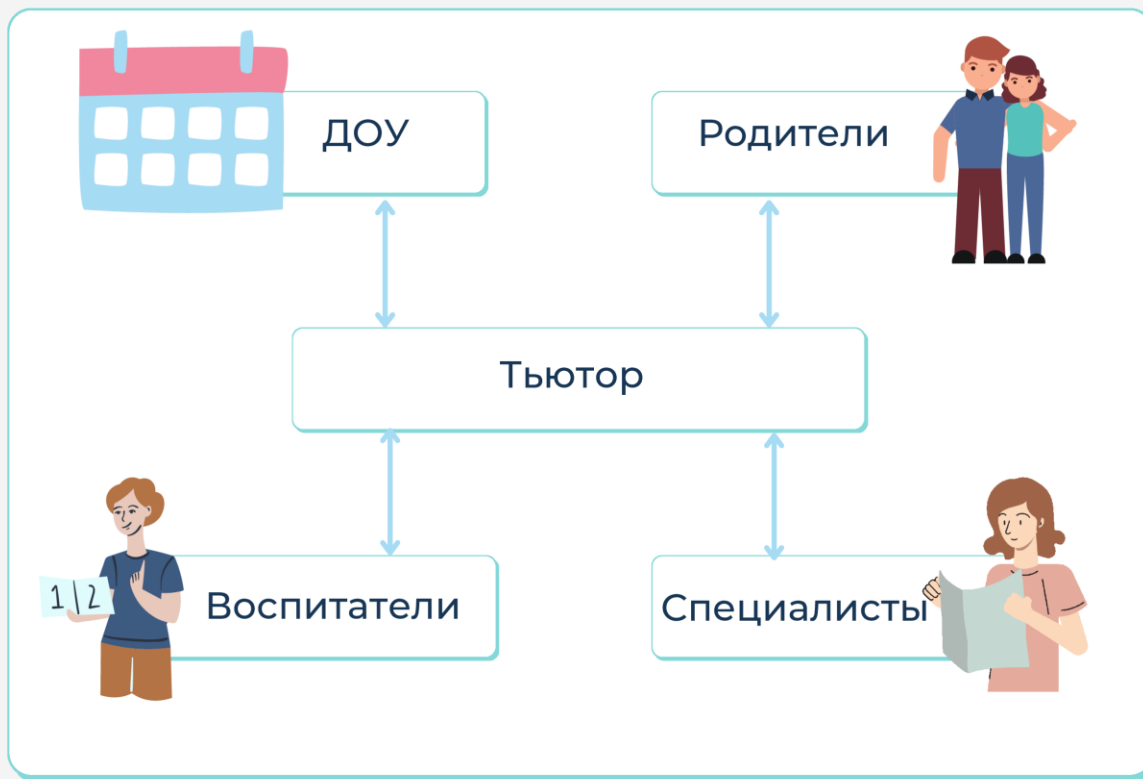 ДОУ
Родители
Тьютор
1 2
Воспитатели
Специалисты